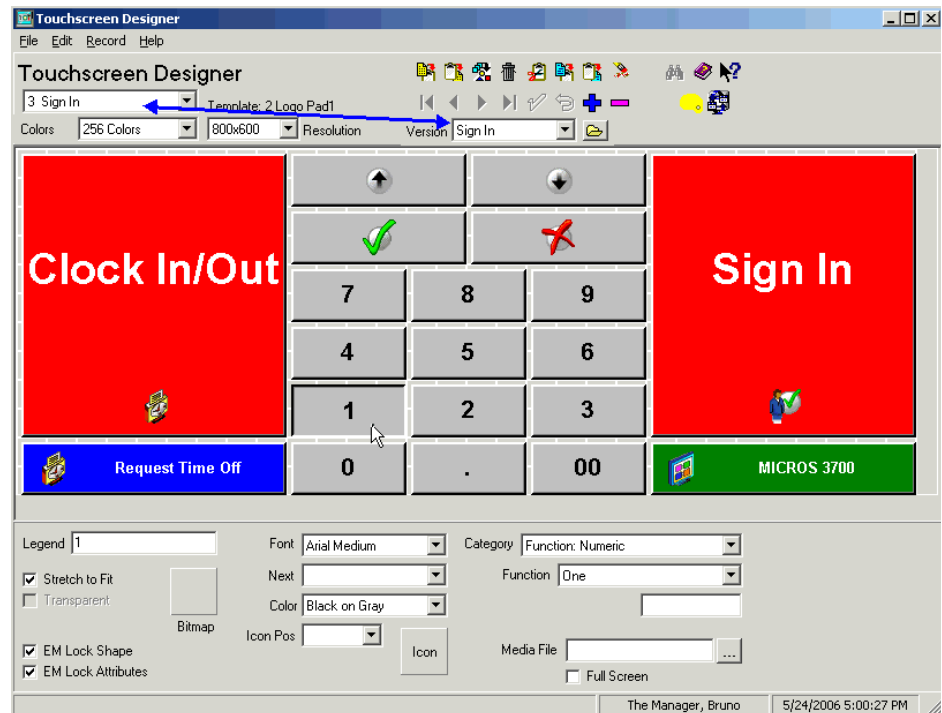 Touchscreen Designer
File Edit Record Help
Touchscreen Designer
3 Sign In
Template: 2 Logo Pad1
Colors 256 Colors 800x600 Resolution Version Sign In
Clock In/Out
Sign In
7 8 9
4 5 6
1 2 3
Request Time Off 0 . 00 MICROS 3700
Legend 1 Font Arial Medium Category Function: Numeric
Stretch to Fit Next Function One
Transparent Color Black on Gray
Bitmap Icon Pos Icon
EM Lock Shape Media File ...
EM Lock Attributes Full Screen
The Manager, Bruno 5/24/2006 5:00:27 PM